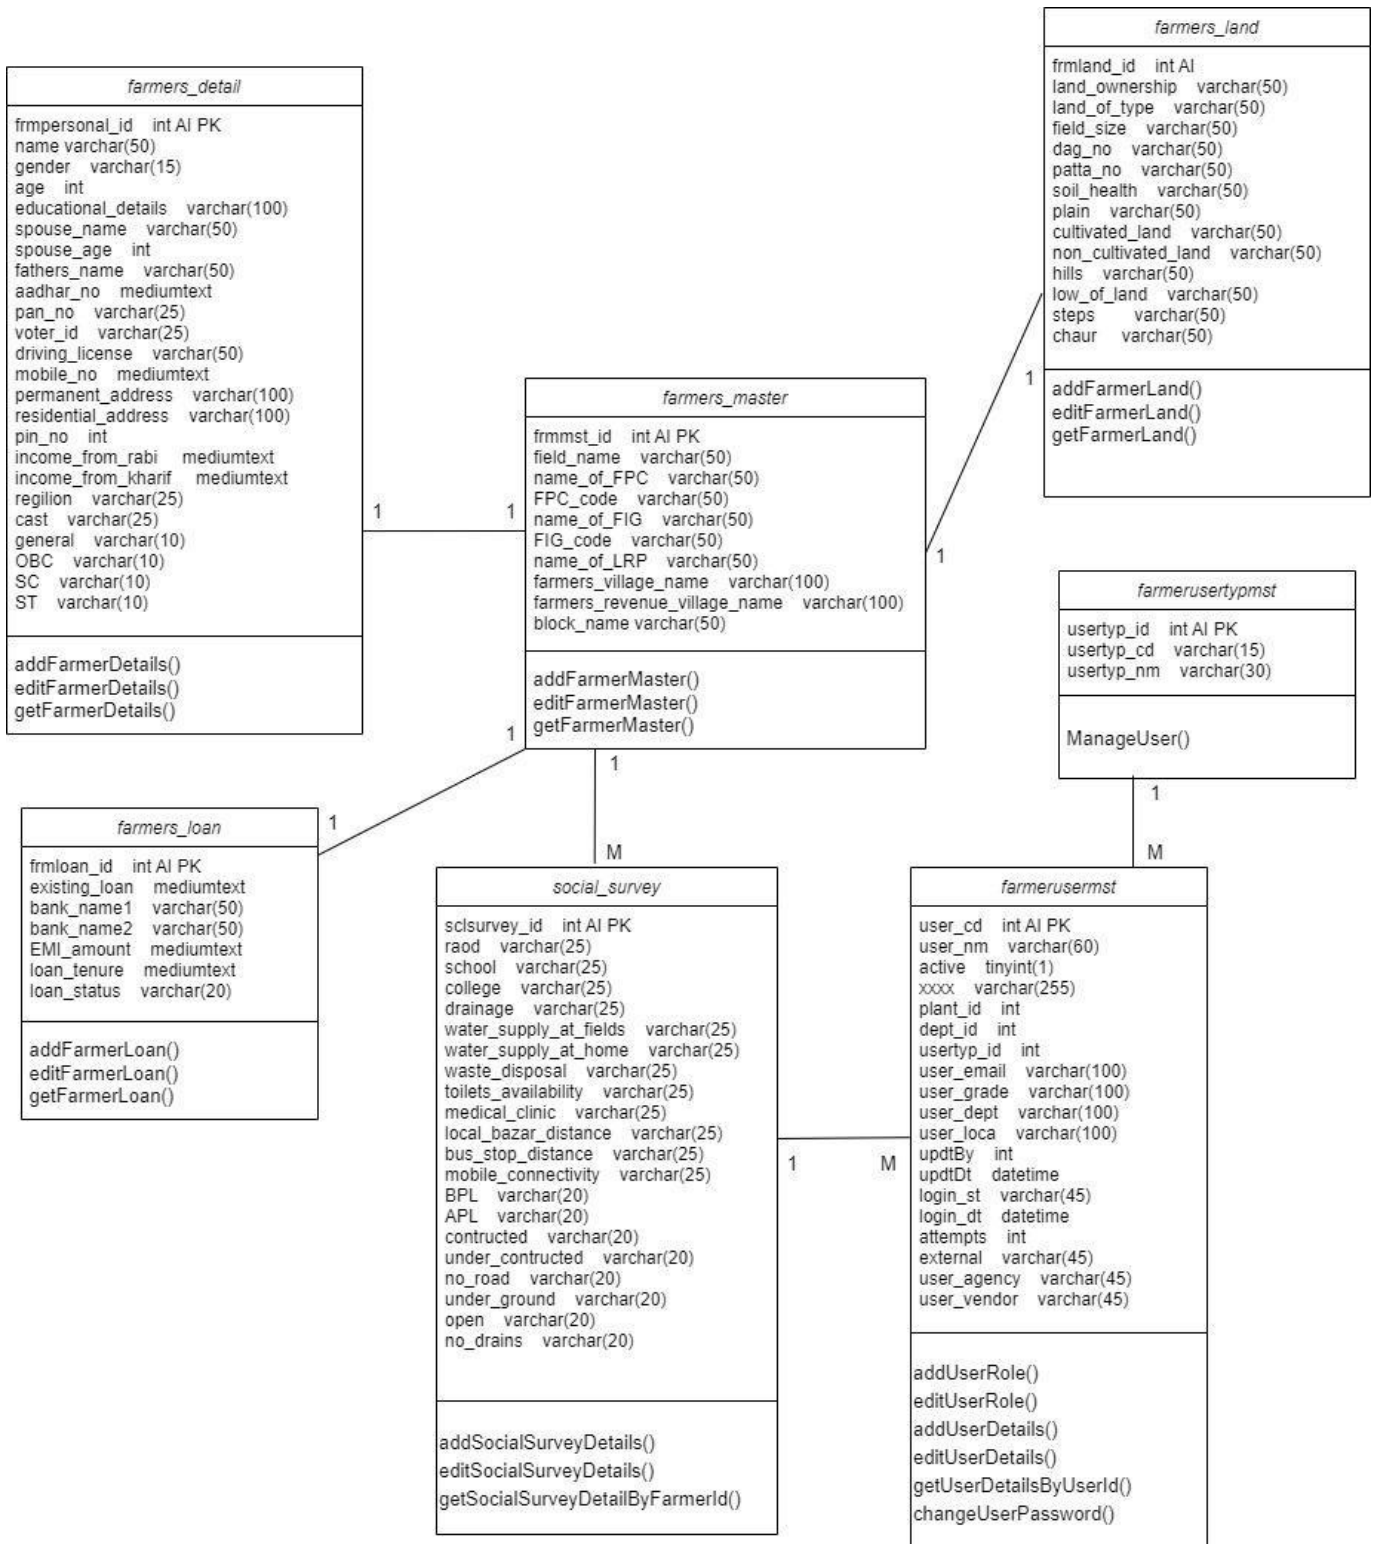 farmers_detail
frmpersonal_id int AI PK
name varchar(50)
gender varchar(15)
age int
educational_details varchar(100)
spouse_name varchar(50)
spouse_age int
fathers_name varchar(50)
aadhar_no mediumtext
pan_no varchar(25)
voter_id varchar(25)
driving_license varchar(50)
mobile_no mediumtext
permanent_address varchar(100)
residential_address varchar(100)
pin_no int
income_from_rabi mediumtext
income_from_kharif mediumtext
regilion varchar(25)
cast varchar(25)
general varchar(10)
OBC varchar(10)
SC varchar(10)
ST varchar(10)
addFarmerDetails()
editFarmerDetails()
getFarmerDetails()
1
1
farmers_master
frmmst_id int AI PK
field_name varchar(50)
name_of_FPC varchar(50)
FPC_code varchar(50)
name_of_FIG varchar(50)
FIG_code varchar(50)
name_of_LRP varchar(50)
farmers_village_name varchar(100)
farmers_revenue_village_name varchar(100)
block_name varchar(50)
addFarmerMaster()
editFarmerMaster()
getFarmerMaster()
1
1
farmers_land
frmland_id int AI
land_ownership varchar(50)
land_of_type varchar(50)
field_size varchar(50)
dag_no varchar(50)
patta_no varchar(50)
soil_health varchar(50)
plain varchar(50)
cultivated_land varchar(50)
non_cultivated_land varchar(50)
hills varchar(50)
low_of_land varchar(50)
steps varchar(50)
chaur varchar(50)
addFarmerLand()
editFarmerLand()
getFarmerLand()
farmerusertypmst
usertyp_id int AI PK
usertyp_cd varchar(15)
usertyp_nm varchar(30)
ManageUser()
1
M
1
1
farmers_loan
frmloan_id int AI PK
existing_loan mediumtext
bank_name1 varchar(50)
bank_name2 varchar(50)
EMI_amount mediumtext
loan_tenure mediumtext
loan_status varchar(20)
addFarmerLoan()
editFarmerLoan()
getFarmerLoan()
1
M
social_survey
sclsurvey_id int AI PK
raod varchar(25)
school varchar(25)
college varchar(25)
drainage varchar(25)
water_supply_at_fields varchar(25)
water_supply_at_home varchar(25)
waste_disposal varchar(25)
toilets_availability varchar(25)
medical_clinic varchar(25)
local_bazar_distance varchar(25)
bus_stop_distance varchar(25)
mobile_connectivity varchar(25)
BPL varchar(20)
APL varchar(20)
contructed varchar(20)
under_contructed varchar(20)
no_road varchar(20)
under_ground varchar(20)
open varchar(20)
no_drains varchar(20)
addSocialSurveyDetails()
editSocialSurveyDetails()
getSocialSurveyDetailByFarmerId()
1
M
farmerusermst
user_cd int AI PK
user_nm varchar(60)
active tinyint(1)
xxxx varchar(255)
plant_id int
dept_id int
usertyp_id int
user_email varchar(100)
user_grade varchar(100)
user_dept varchar(100)
user_loca varchar(100)
updtBy int
updtDt datetime
login_st varchar(45)
login_dt datetime
attempts int
external varchar(45)
user_agency varchar(45)
user_vendor varchar(45)
addUserRole()
editUserRole()
addUserDetails()
editUserDetails()
getUserDetailsByUserId()
changeUserPassword()